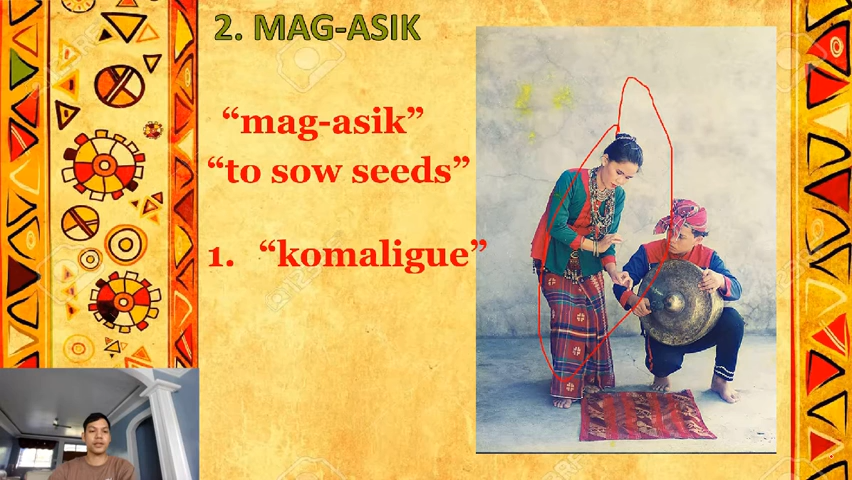 2. MAG-ASIK
“mag-asik”
“to sow seeds”
1. “komaligue”